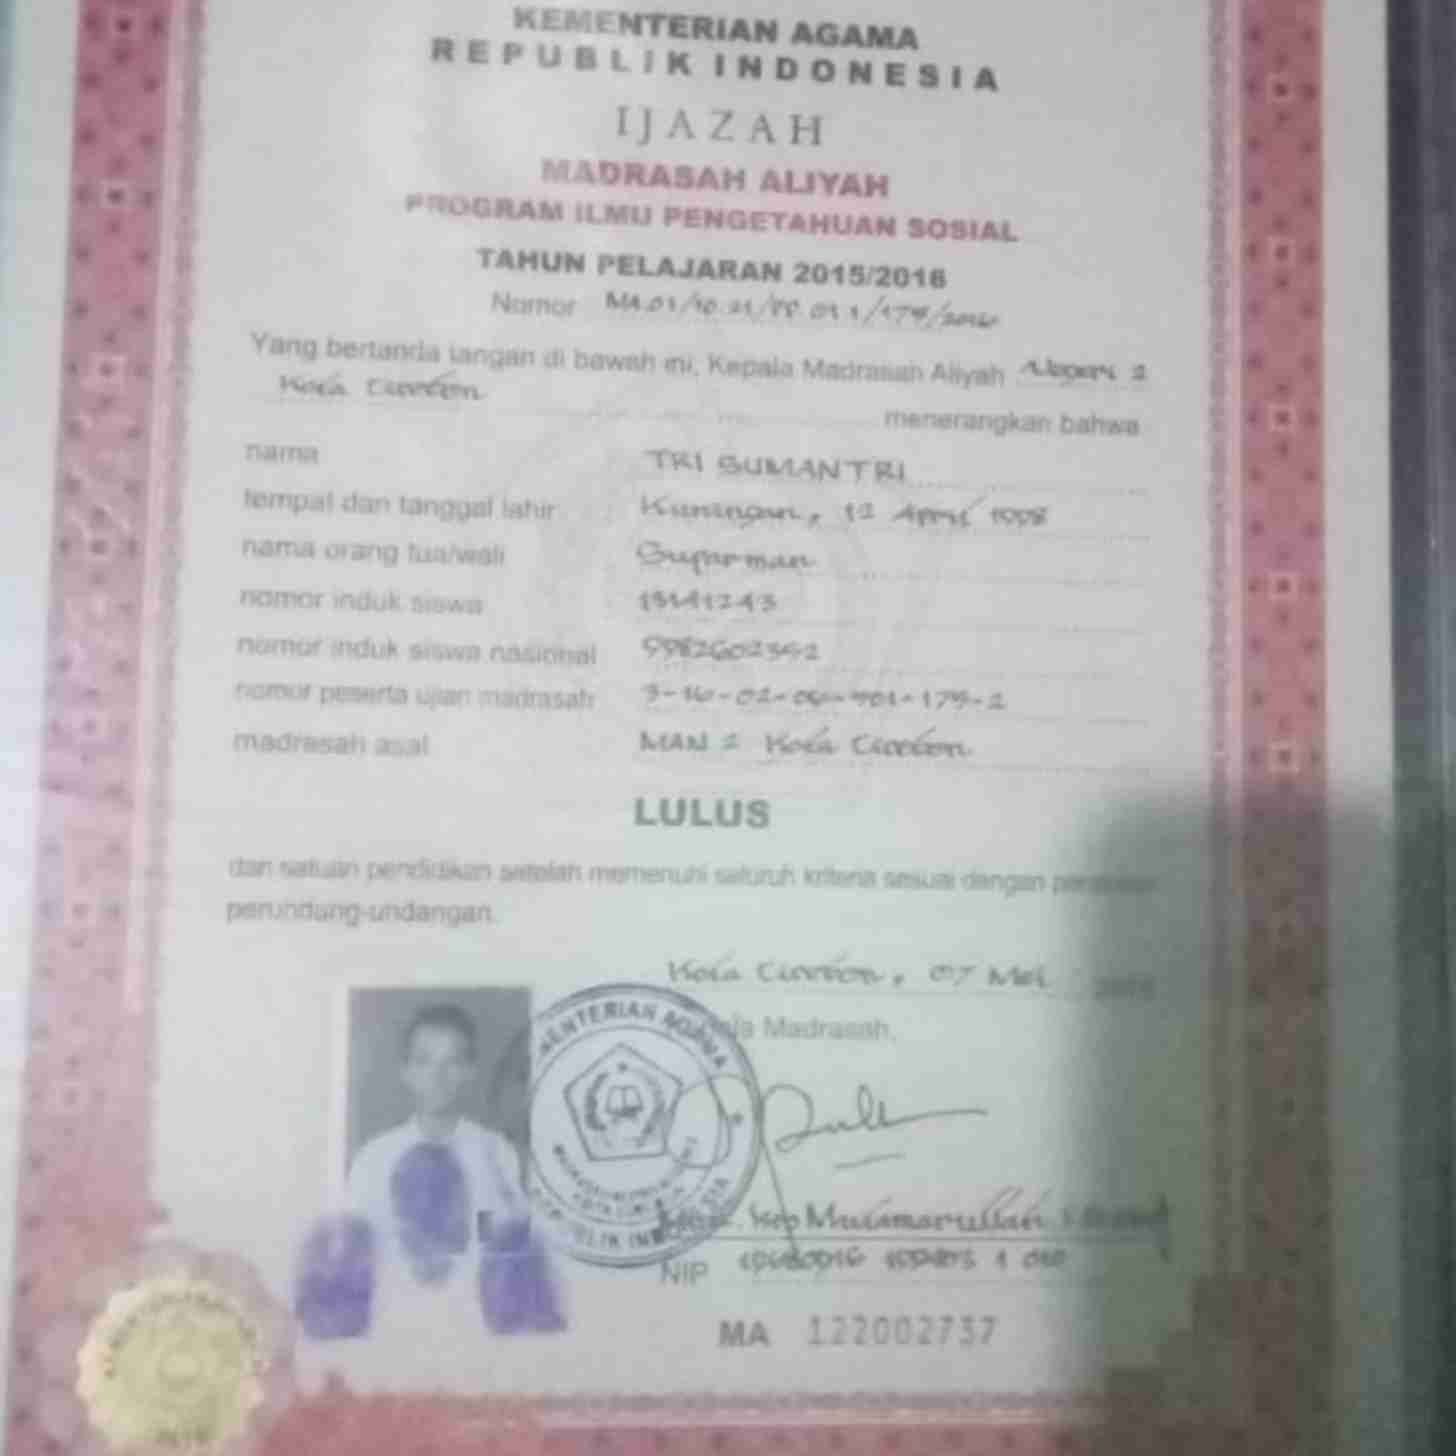 KEMENTERIAN AGAMA
REPUBLIK INDONESIA
IJAZAH
MADRASAH ALIYAH
PROGRAM ILMU PENGETAHUAN SOSIAL
TAHUN PELAJARAN 2015/2016
Nomor
Yang bertanda tangan di bawah ini, Kepala Madrasah Aliyah Negeri 2
Kota Cirebon menerangkan bahwa
nama TRI SUMANTRI
tempat dan tanggal lahir Kuningan, 12 April 1998
nama orang tua/wali Suparman
nomor induk siswa
nomor induk siswa nasional
nomor peserta ujian madrasah
madrasah asal MAN 2 Kota Cirebon
LULUS
dari satuan pendidikan setelah memenuhi seluruh kriteria sesuai dengan
perundang-undangan.
Kota Cirebon, 07 Mei
Madrasah,
KEMENTERIAN AGAMA
REPUBLIK INDONESIA
NIP
MA 122002737